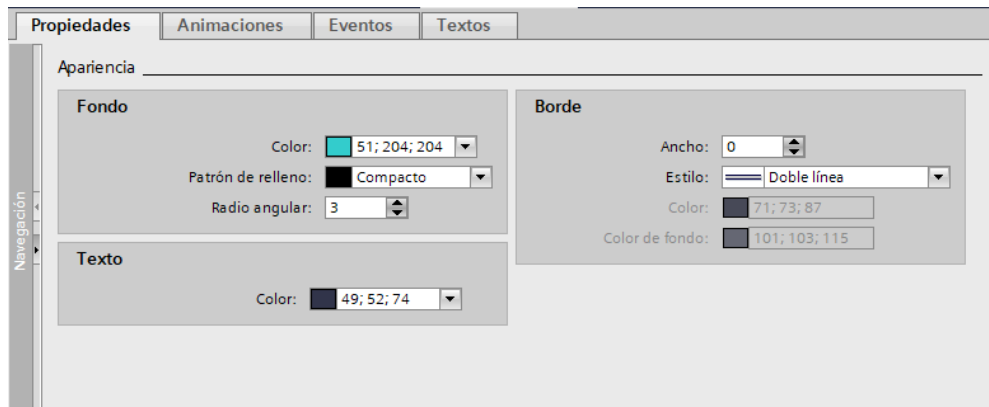 Propiedades Animaciones Eventos Textos
Apariencia
Fondo
Color: 51; 204; 204
Patrón de relleno: Compacto
Radio angular: 3
Texto
Color: 49; 52; 74
Borde
Ancho: 0
Estilo: Doble línea
Color: 71; 73; 87
Color de fondo: 101; 103; 115
Navegación